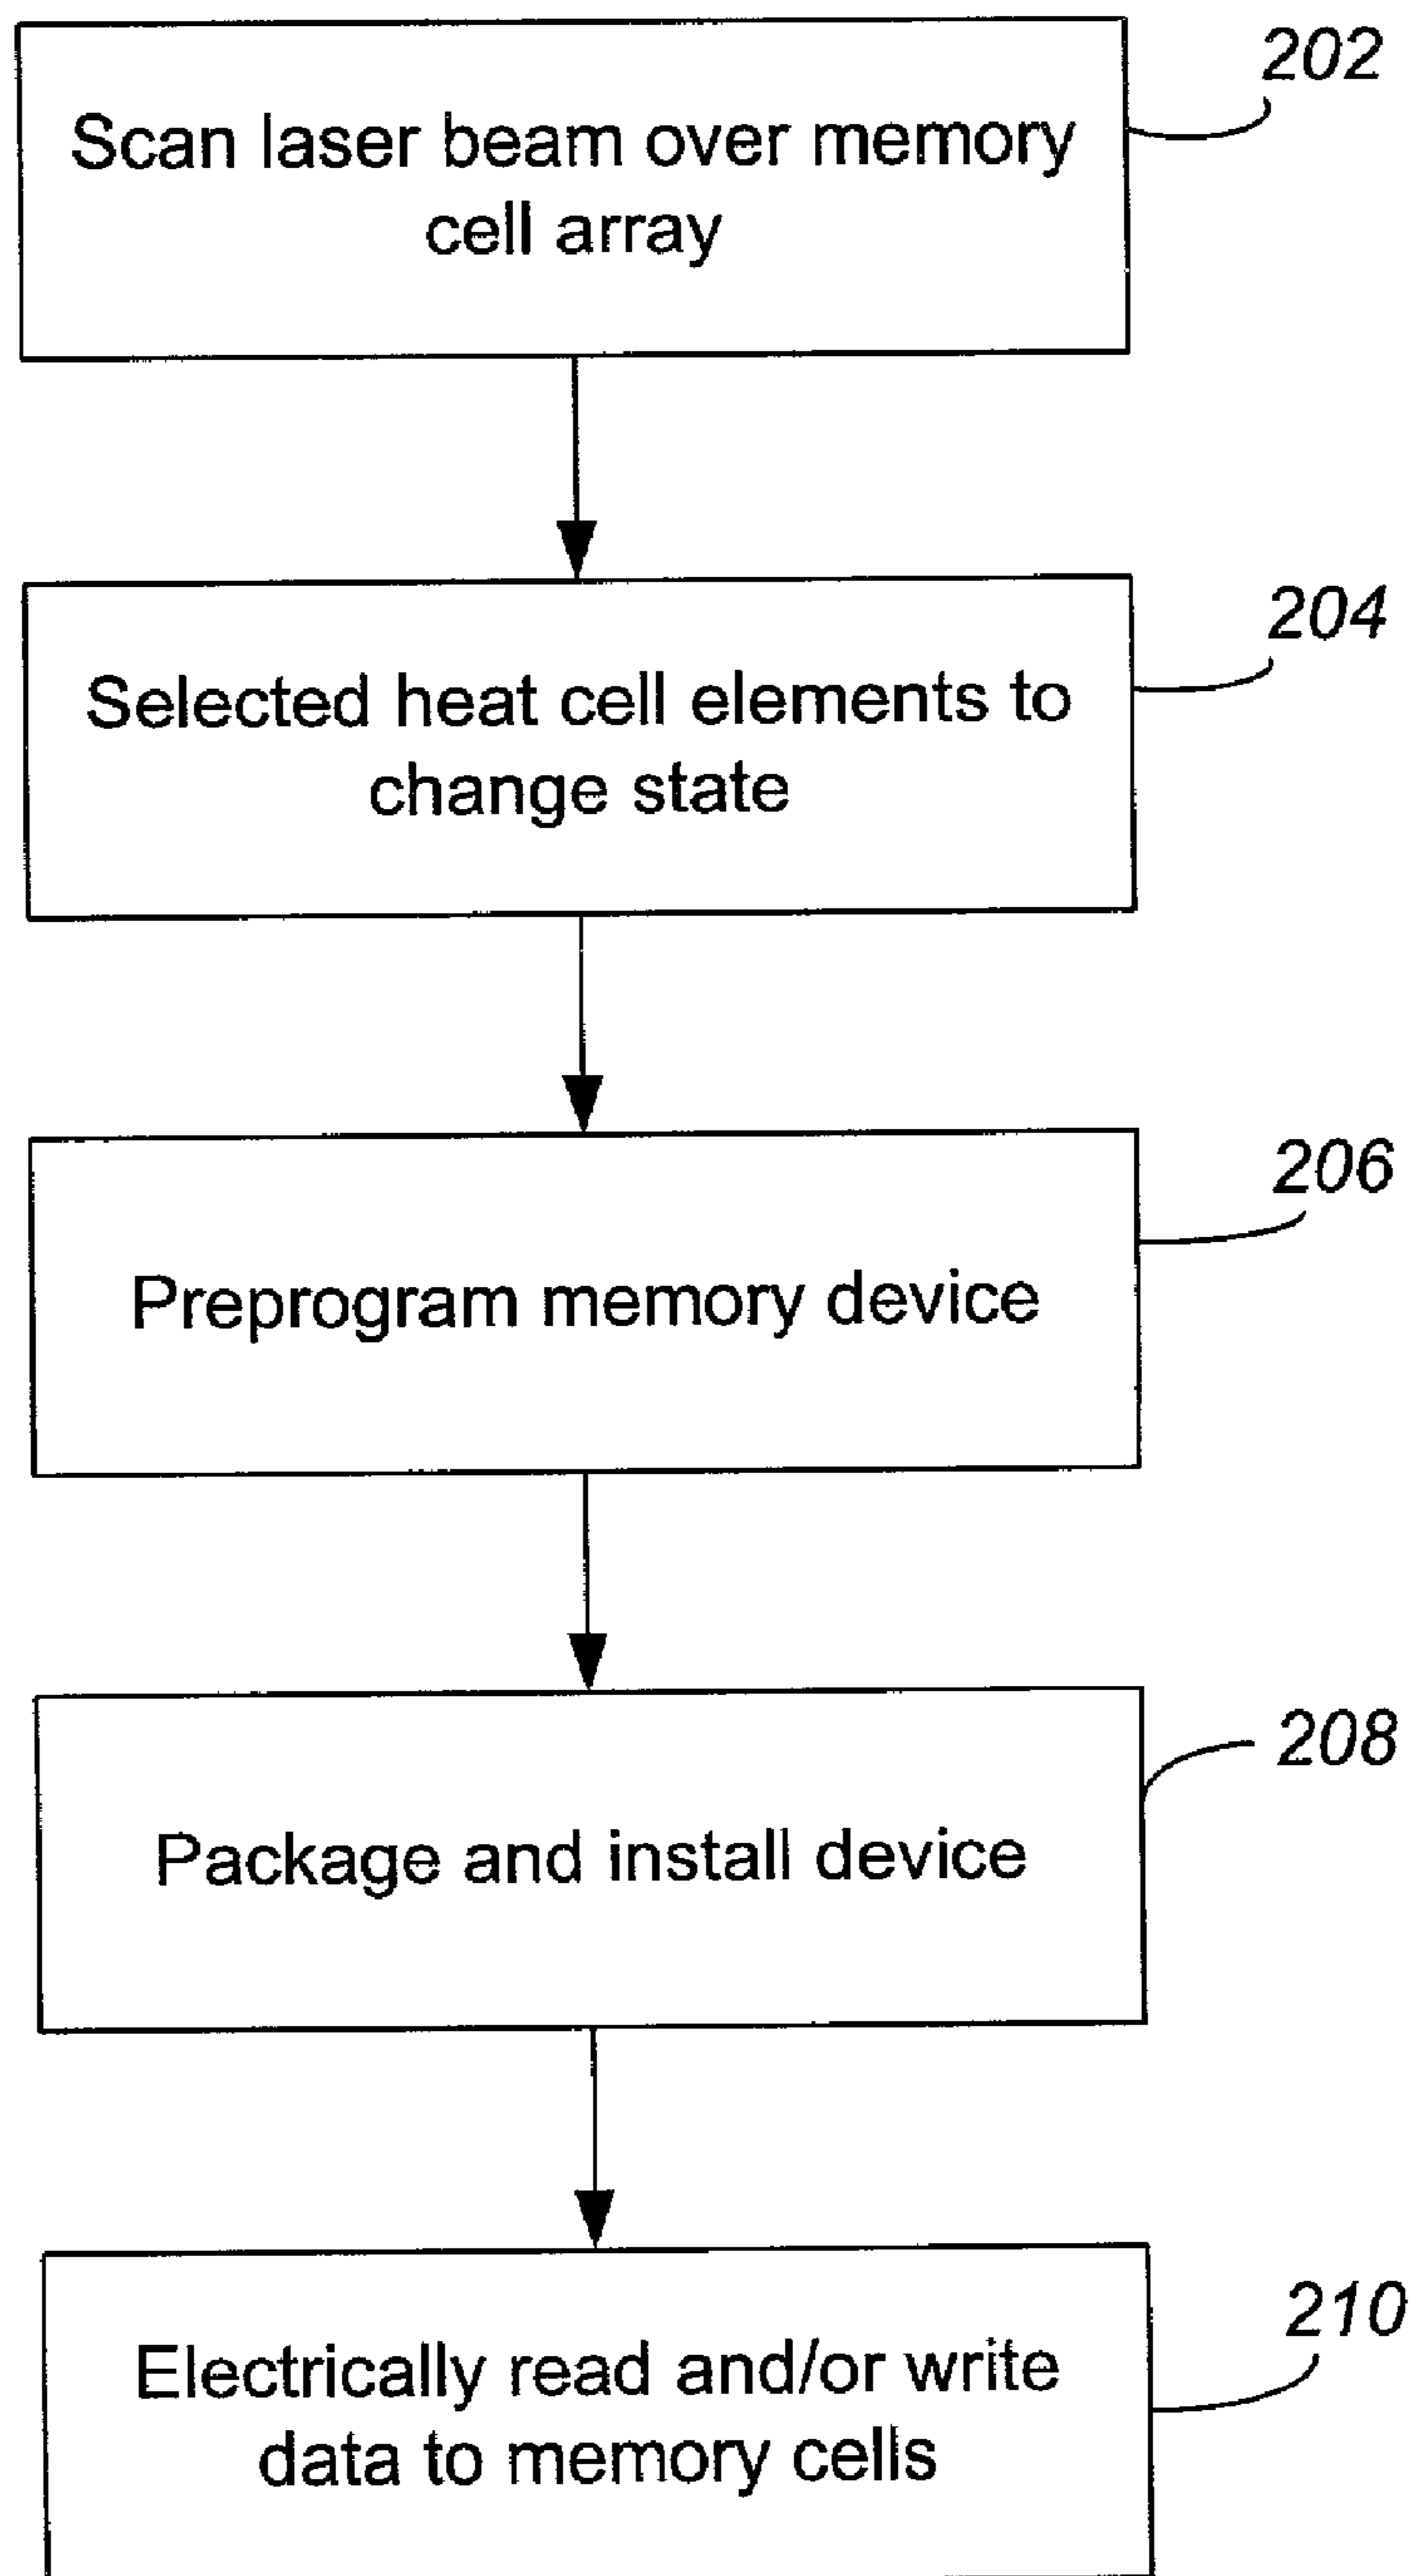 202
Scan laser beam over memory
cell array
204
Selected heat cell elements to
change state
206
Preprogram memory device
208
Package and install device
210
Electrically read and/or write
data to memory cells